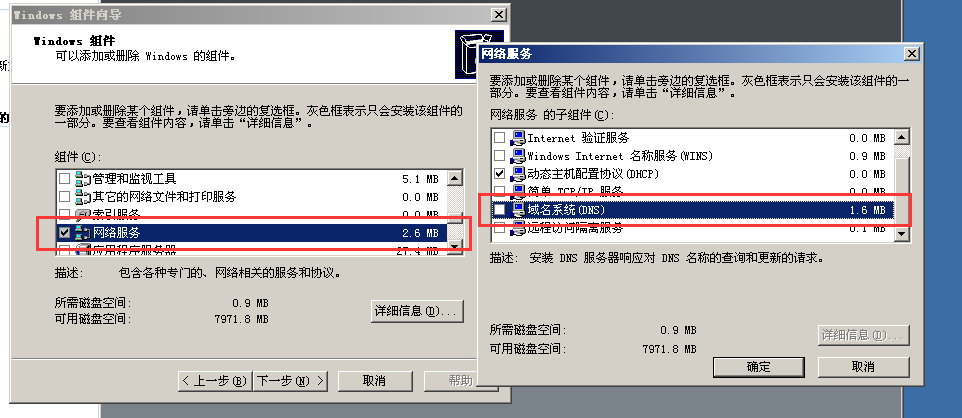 Windows 组件向导
Windows 组件
可以添加或删除 Windows 的组件。
要添加或删除某个组件，请单击旁边的复选框。灰色框表示只会安装该组件的
一部分。要查看组件内容，请单击“详细信息”。
组件(C):
管理和监视工具 5.1 MB
其它的网络文件和打印服务 0.0 MB
索引服务 0.0 MB
网络服务 2.6 MB
应用程序服务器 27.4 MB
描述: 包含各种专门的、网络相关的服务和协议。
所需磁盘空间: 0.9 MB
可用磁盘空间: 7971.8 MB
详细信息(D)...
< 上一步(B) 下一步(N) > 取消 帮助
网络服务
要添加或删除某个组件，请单击旁边的复选框。灰色框表示只会安装该组件的一
部分。要查看组件内容，请单击“详细信息”。
网络服务 的子组件(C):
Internet 验证服务 0.0 MB
Windows Internet 名称服务(WINS) 0.9 MB
动态主机配置协议(DHCP) 0.0 MB
简单 TCP/IP 服务 0.0 MB
域名系统(DNS) 1.6 MB
远程访问隔离服务 0.1 MB
描述: 安装 DNS 服务器响应对 DNS 名称的查询和更新的请求。
所需磁盘空间: 0.9 MB
可用磁盘空间: 7971.8 MB
详细信息(D)...
确定 取消
的